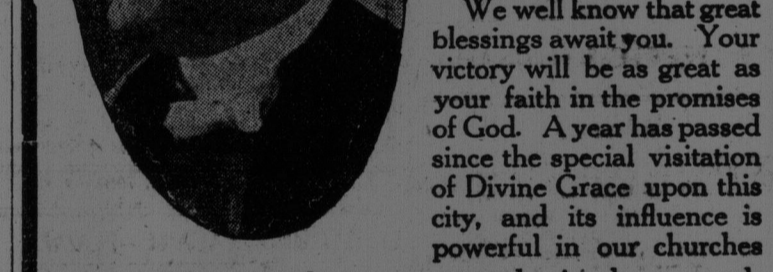 We well know that great
blessings await you. Your
victory will be as great as
your faith in the promises
of God. A year has passed
since the special visitation
of Divine Grace upon this
city, and its influence is
powerful in our churches